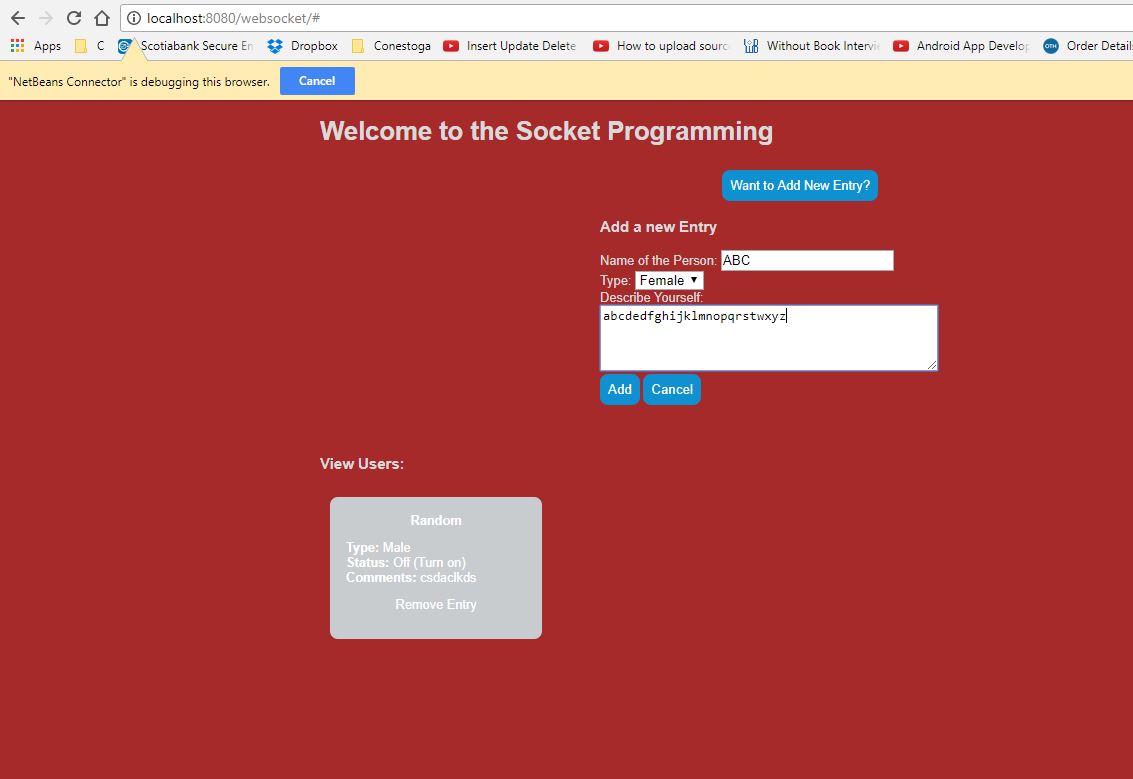 localhost:8080/websocket/#
Apps C Scotiabank Secure En Dropbox Conestoga Insert Update Delete How to upload sourc Without Book Intervie Android App Develop Order Detail
"NetBeans Connector" is debugging this browser. Cancel
Welcome to the Socket Programming
Want to Add New Entry?
Add a new Entry
Name of the Person: ABC
Type: Female
Describe Yourself:
abcdedfghijklmnopqrstwxyz
Add Cancel
View Users:
Random
Type: Male
Status: Off (Turn on)
Comments: csdaclkds
Remove Entry